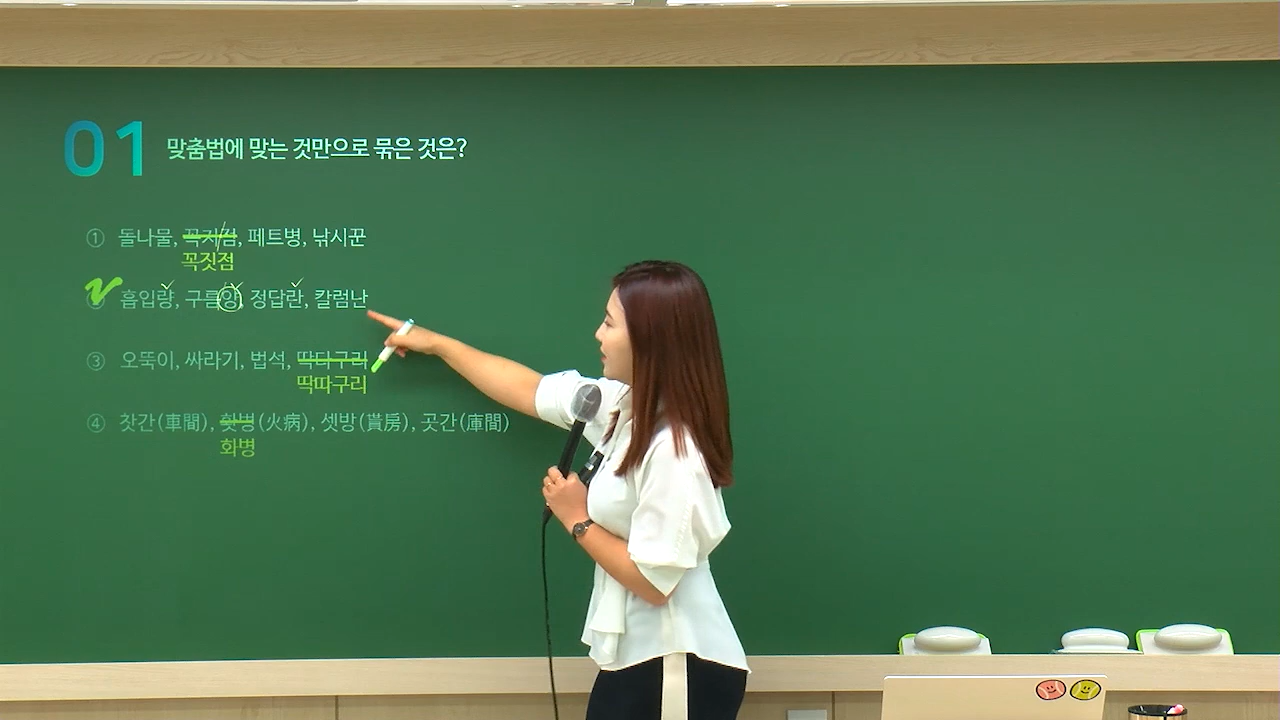 01 맞춤법에 맞는 것만으로 묶은 것은?
① 돌나물, 꼭지점, 페트병, 낚시꾼
꼭짓점
② 흡입량, 구름양, 정답란, 칼럼난
③ 오뚝이, 싸라기, 법석, 딱다구리
딱따구리
④ 찻간(車間), 홧병(火病), 셋방(貰房), 곳간(庫間)
화병